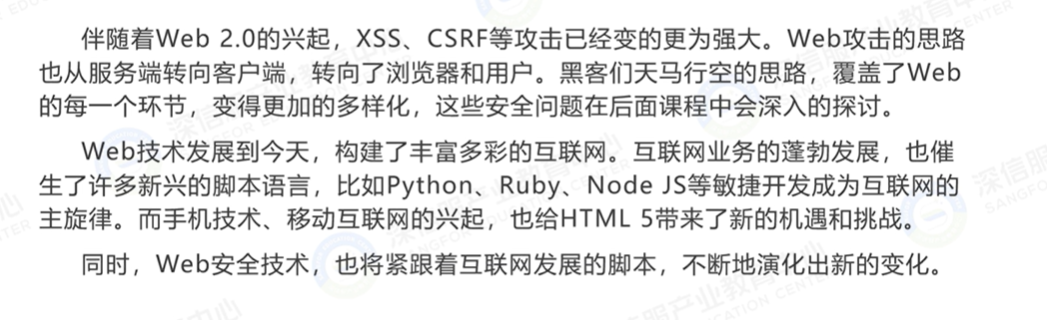 伴随着Web 2.0的兴起，XSS、CSRF等攻击已经变的更为强大。Web攻击的思路
也从服务端转向客户端，转向了浏览器和用户。黑客们天马行空的思路，覆盖了Web
的每一个环节，变得更加的多样化，这些安全问题在后面课程中会深入的探讨。
Web技术发展到今天，构建了丰富多彩的互联网。互联网业务的蓬勃发展，也催
生了许多新兴的脚本语言，比如Python、Ruby、Node JS等敏捷开发成为互联网的
主旋律。而手机技术、移动互联网的兴起，也给HTML 5带来了新的机遇和挑战。
同时，Web安全技术，也将紧跟着互联网发展的脚本，不断地演化出新的变化。